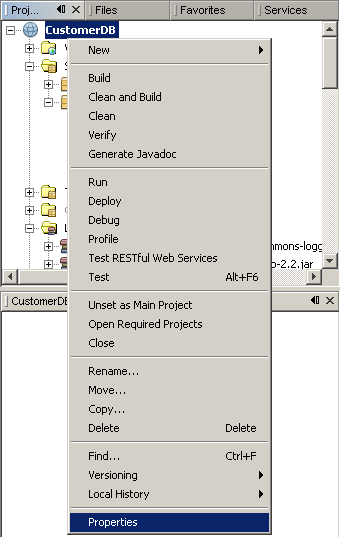 Proj... Files Favorites Services
CustomerDB
New
Build
Clean and Build
Clean
Verify
Generate Javadoc
Run
Deploy
Debug
Profile
Test RESTful Web Services
Test Alt+F6
Unset as Main Project
Open Required Projects
Close
Rename...
Move...
Copy...
Delete Delete
Find... Ctrl+F
Versioning
Local History
Properties
mmons-logg
o-2.2.jar
CustomerDB